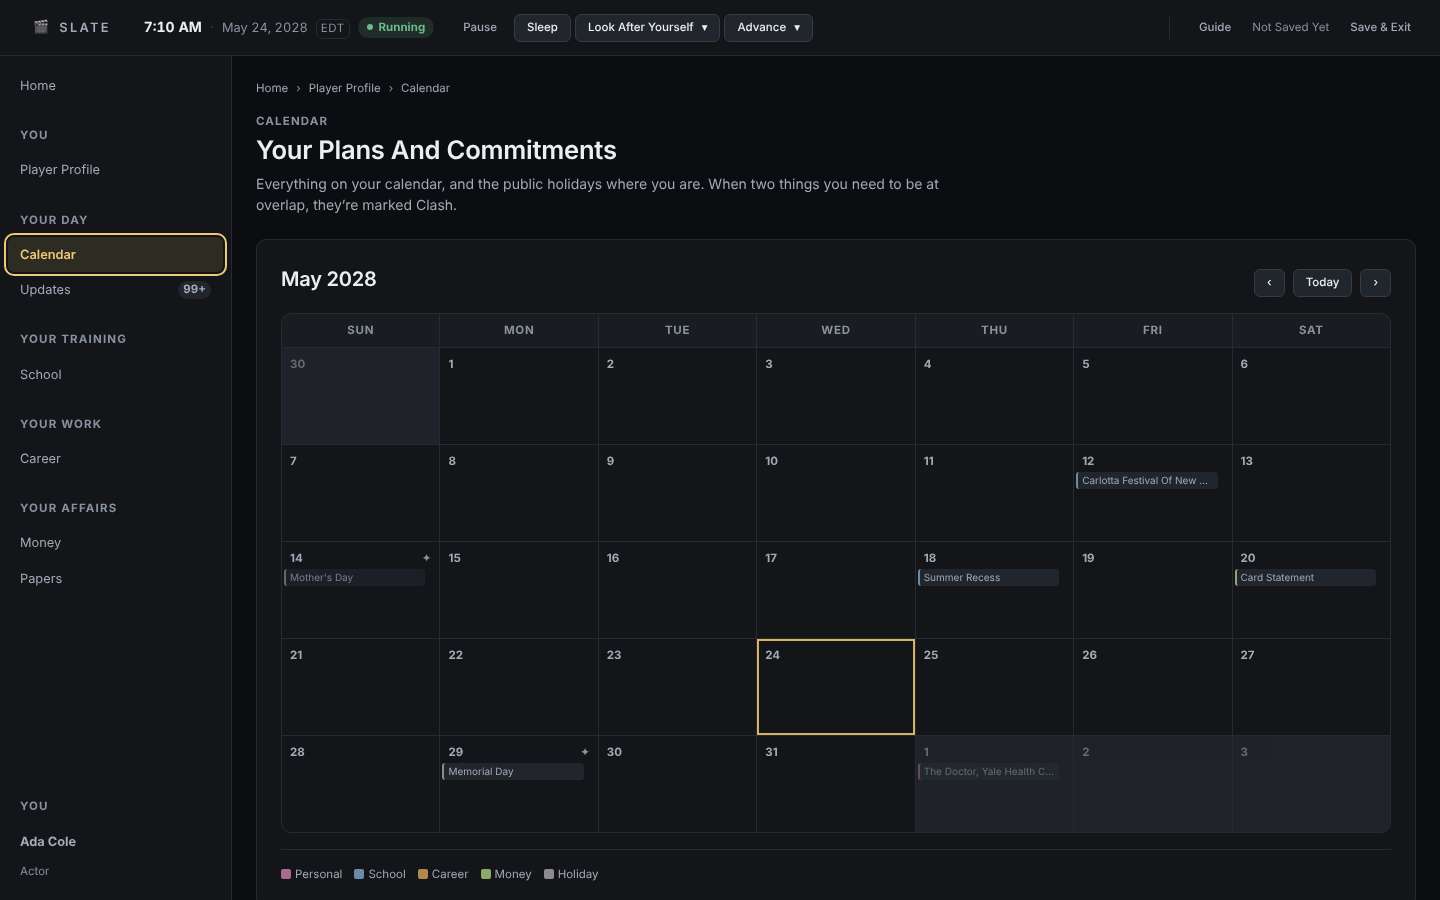 SLATE
7:10 AM · May 24, 2028 EDT Running
Pause
Sleep
Look After Yourself ▾
Advance ▾
Guide
Not Saved Yet
Save & Exit
Home
YOU
Player Profile
YOUR DAY
Calendar
Updates 99+
YOUR TRAINING
School
YOUR WORK
Career
YOUR AFFAIRS
Money
Papers
YOU
Ada Cole
Actor
Home › Player Profile › Calendar
CALENDAR
Your Plans And Commitments
Everything on your calendar, and the public holidays where you are. When two things you need to be at
overlap, they’re marked Clash.
May 2028
‹ Today ›
SUN MON TUE WED THU FRI SAT
30 1 2 3 4 5 6
7 8 9 10 11 12 13
Carlotta Festival Of New ...
14 ✦ 15 16 17 18 19 20
Mother's Day Summer Recess Card Statement
21 22 23 24 25 26 27
28 29 ✦ 30 31 1 2 3
Memorial Day The Doctor, Yale Health C...
Personal School Career Money Holiday